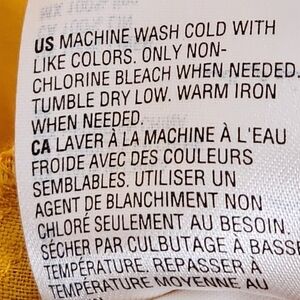 US MACHINE WASH COLD WITH
LIKE COLORS. ONLY NON-
CHLORINE BLEACH WHEN NEEDED.
TUMBLE DRY LOW. WARM IRON
WHEN NEEDED.
CA LAVER À LA MACHINE À L'EAU
FROIDE AVEC DES COULEURS
SEMBLABLES. UTILISER UN
AGENT DE BLANCHIMENT NON
CHLORÉ SEULEMENT AU BESOIN.
SÉCHER PAR CULBUTAGE À BASSE
TEMPÉRATURE. REPASSER À
TEMPÉRATURE MOYENNE AU